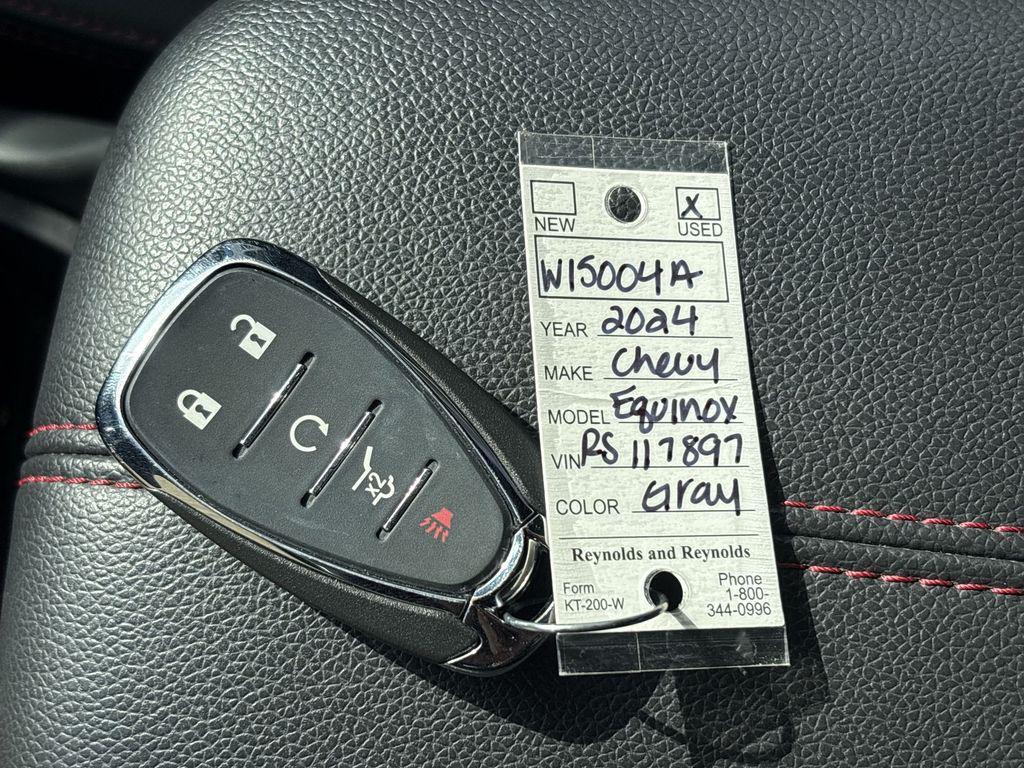 NEW
X
USED
W15004A
YEAR 2024
MAKE Chevy
MODEL Equinox
VIN RS 117897
COLOR Gray
Reynolds and Reynolds
Form
KT-200-W
Phone
1-800-
344-0996
X2